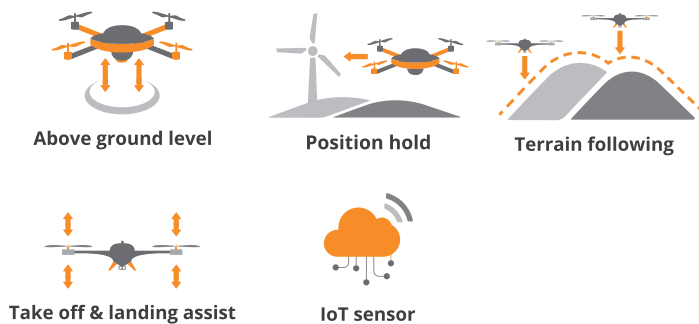 Above ground level
Position hold
Terrain following
Take off & landing assist
IoT sensor